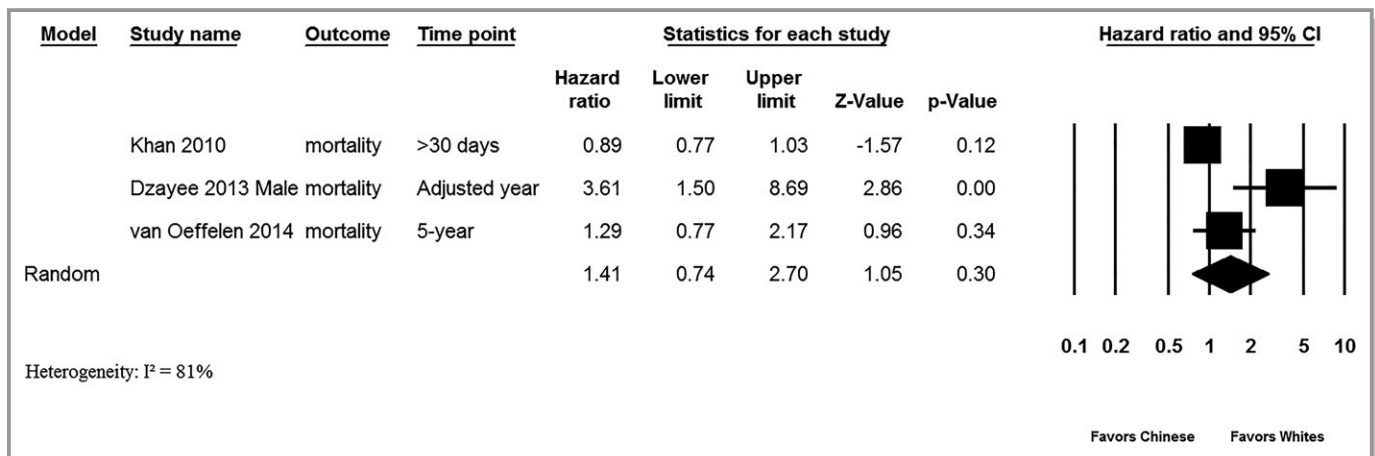 Model Study name Outcome Time point Statistics for each study Hazard ratio and 95% CI
Hazard ratio Lower limit Upper limit Z-Value p-Value
Khan 2010 mortality >30 days 0.89 0.77 1.03 -1.57 0.12
Dzayee 2013 Male mortality Adjusted year 3.61 1.50 8.69 2.86 0.00
van Oeffelen 2014 mortality 5-year 1.29 0.77 2.17 0.96 0.34
Random 1.41 0.74 2.70 1.05 0.30
0.1 0.2 0.5 1 2 5 10
Heterogeneity: I² = 81%
Favors Chinese Favors Whites